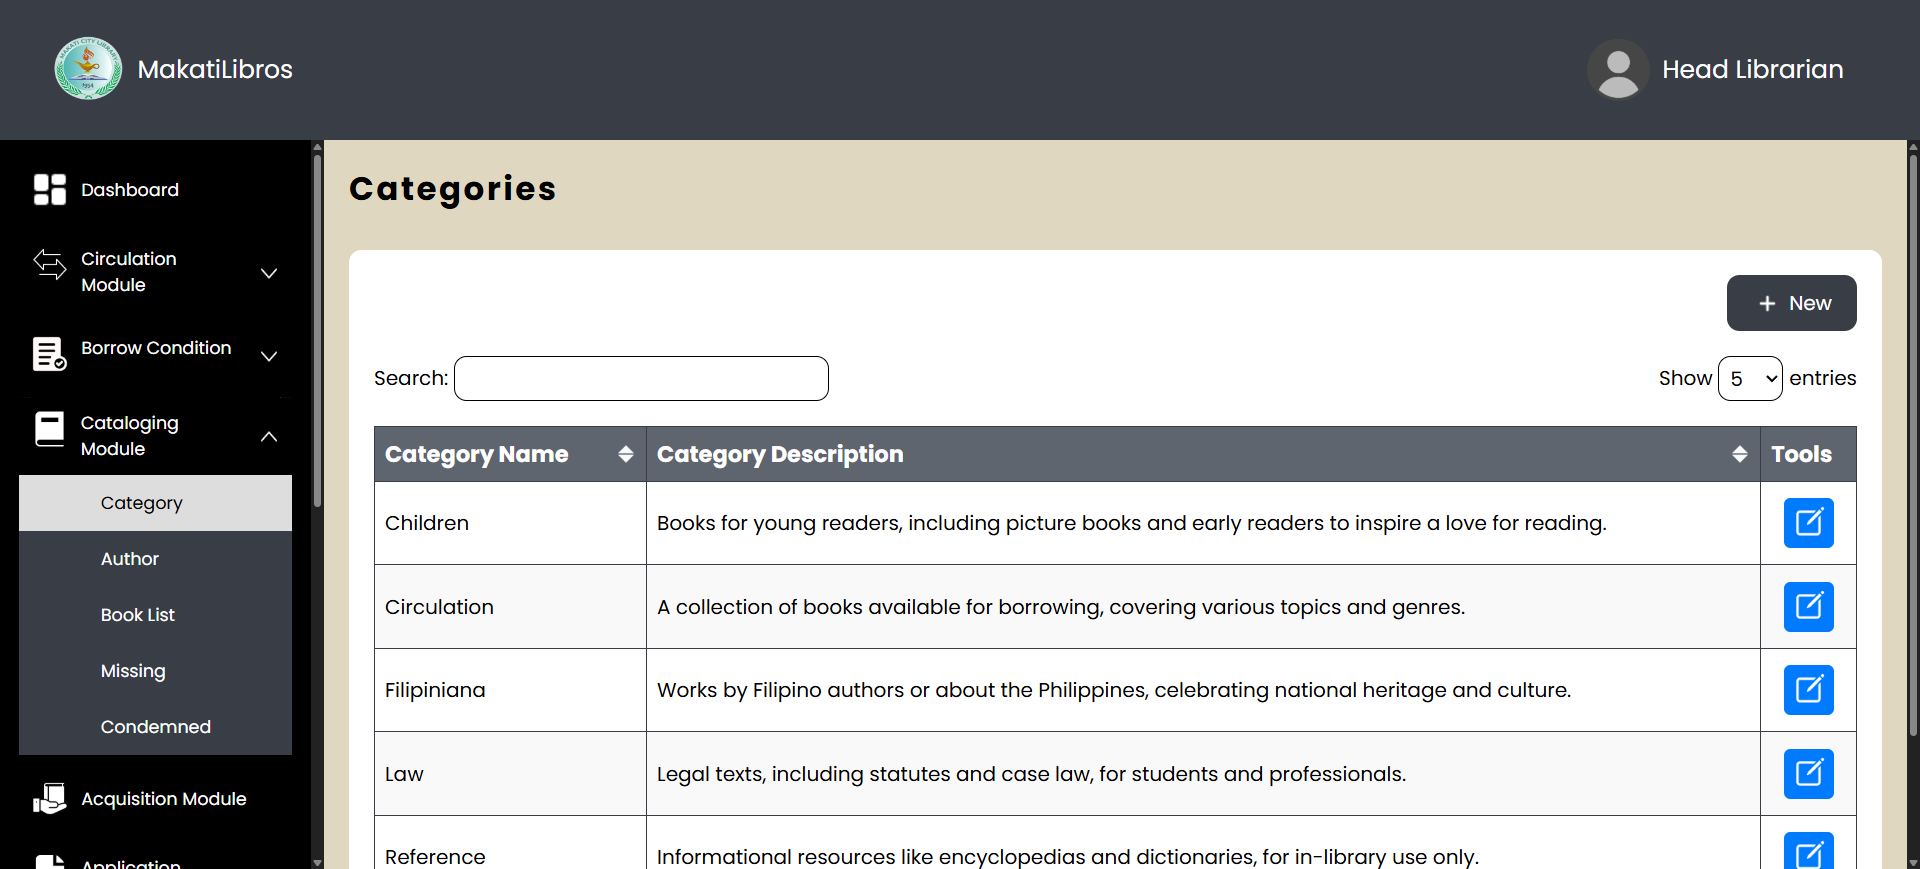 MAKATI CITY LIBRARY
1954
MakatiLibros
Head Librarian
Dashboard
Circulation
Module
Borrow Condition
Cataloging
Module
Category
Author
Book List
Missing
Condemned
Acquisition Module
Application
Categories
+ New
Search:
Show 5 entries
Category Name
Category Description
Tools
Children
Books for young readers, including picture books and early readers to inspire a love for reading.
Circulation
A collection of books available for borrowing, covering various topics and genres.
Filipiniana
Works by Filipino authors or about the Philippines, celebrating national heritage and culture.
Law
Legal texts, including statutes and case law, for students and professionals.
Reference
Informational resources like encyclopedias and dictionaries, for in-library use only.